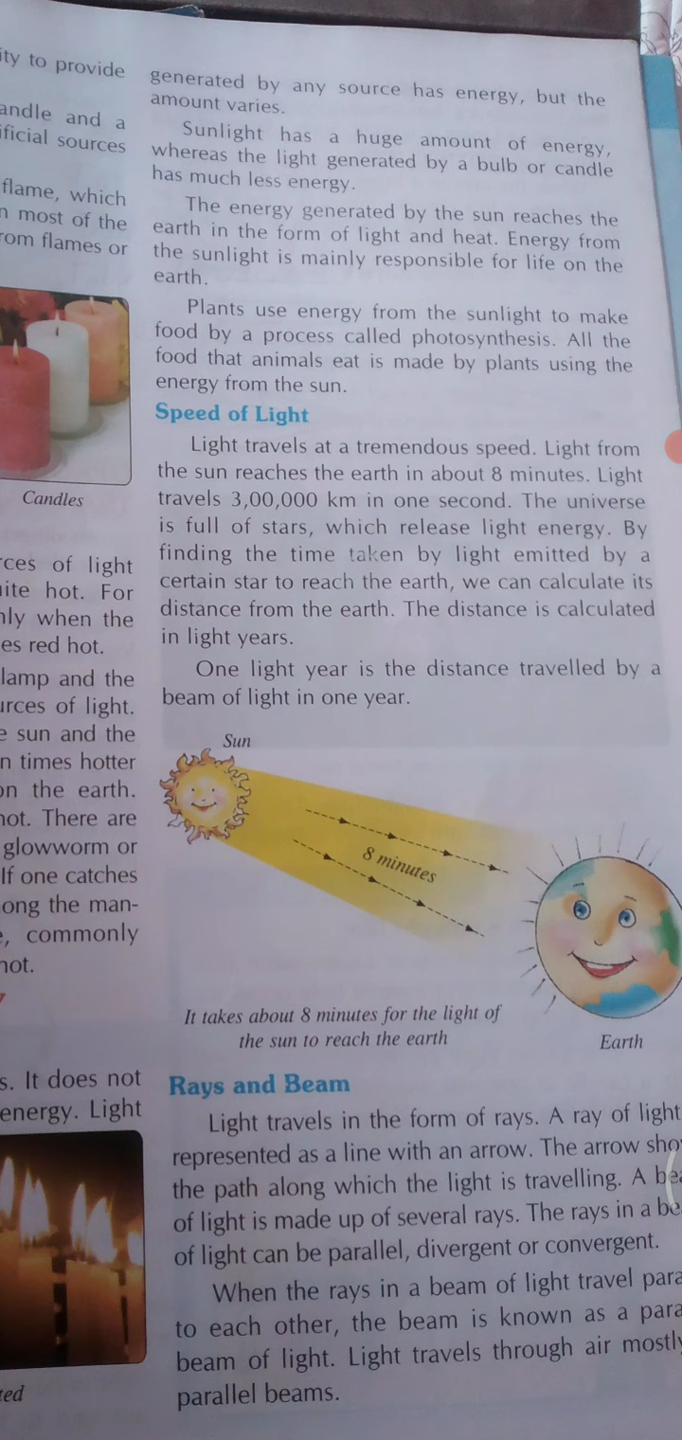 ity to provide
andle and a
ificial sources
flame, which
n most of the
rom flames or
Candles
rces of light
uite hot. For
nly when the
es red hot.
lamp and the
urces of light.
e sun and the
n times hotter
on the earth.
not. There are
glowworm or
If one catches
ong the man-
e, commonly
not.
s. It does not
energy. Light
ted
generated by any source has energy, but the
amount varies.
Sunlight has a huge amount of energy,
whereas the light generated by a bulb or candle
has much less energy.
The energy generated by the sun reaches the
earth in the form of light and heat. Energy from
the sunlight is mainly responsible for life on the
earth.
Plants use energy from the sunlight to make
food by a process called photosynthesis. All the
food that animals eat is made by plants using the
energy from the sun.
Speed of Light
Light travels at a tremendous speed. Light from
the sun reaches the earth in about 8 minutes. Light
travels 3,00,000 km in one second. The universe
is full of stars, which release light energy. By
finding the time taken by light emitted by a
certain star to reach the earth, we can calculate its
distance from the earth. The distance is calculated
in light years.
One light year is the distance travelled by a
beam of light in one year.
Sun
8 minutes
It takes about 8 minutes for the light of
the sun to reach the earth
Earth
Rays and Beam
Light travels in the form of rays. A ray of light
represented as a line with an arrow. The arrow sho
the path along which the light is travelling. A bea
of light is made up of several rays. The rays in a be
of light can be parallel, divergent or convergent.
When the rays in a beam of light travel para
to each other, the beam is known as a para
beam of light. Light travels through air mostly
parallel beams.